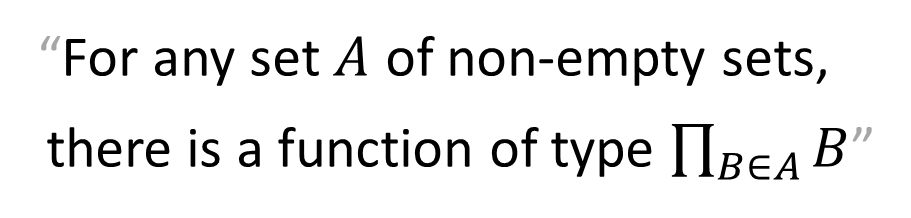 “For any set A of non-empty sets,
there is a function of type ∏_{B∈A} B”